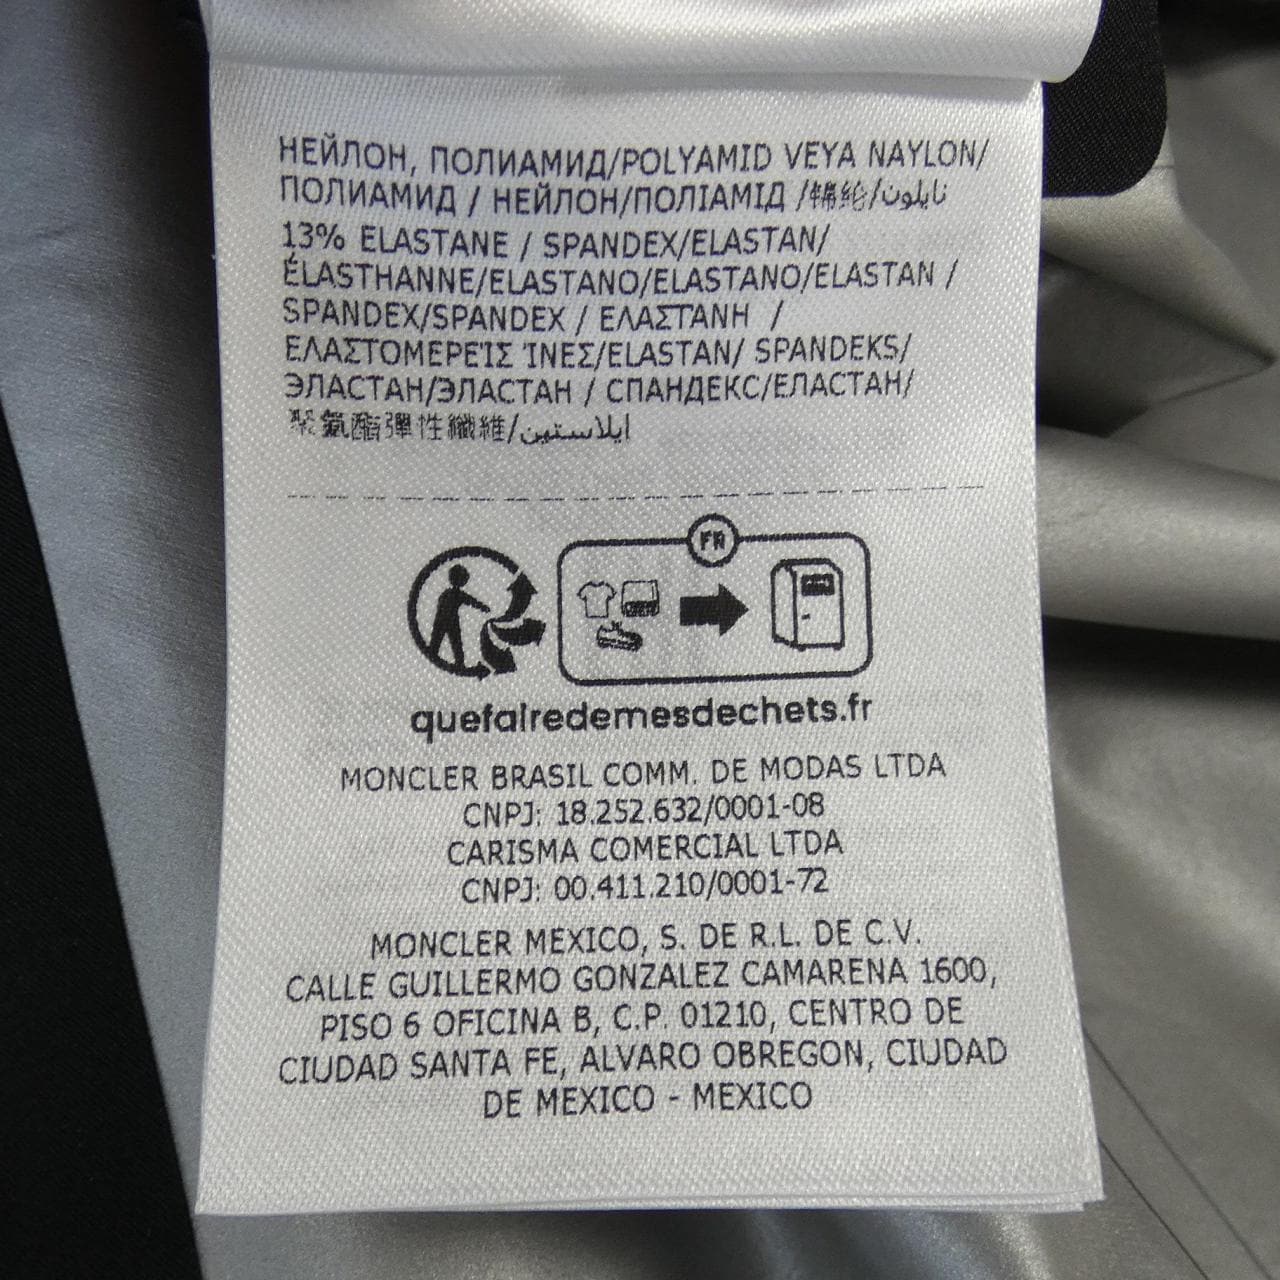 НЕЙЛОН, ПОЛИАМИД/POLYAMID VEYA NAYLON/
ПОЛИАМИД / НЕЙЛОН/ПОЛІАМІД /錦綸/نايلون
13% ELASTANE / SPANDEX/ELASTAN/
ÉLASTHANNE/ELASTANO/ELASTANO/ELASTAN /
SPANDEX/SPANDEX / ΕΛΑΣΤΑΝΗ /
ΕΛΑΣΤΟΜΕΡΕΊΣ ΊΝΕΣ/ELASTAN/ SPANDEKS/
ЭЛАСТАН/ЭЛАСТАН / СПАНДЕКС/ЕЛАСТАН/
聚氨酯彈性纖維/ايلاستين
FR
quefairedemesdechets.fr
MONCLER BRASIL COMM. DE MODAS LTDA
CNPJ: 18.252.632/0001-08
CARISMA COMERCIAL LTDA
CNPJ: 00.411.210/0001-72
MONCLER MEXICO, S. DE R.L. DE C.V.
CALLE GUILLERMO GONZALEZ CAMARENA 1600,
PISO 6 OFICINA B, C.P. 01210, CENTRO DE
CIUDAD SANTA FE, ALVARO OBREGON, CIUDAD
DE MEXICO - MEXICO